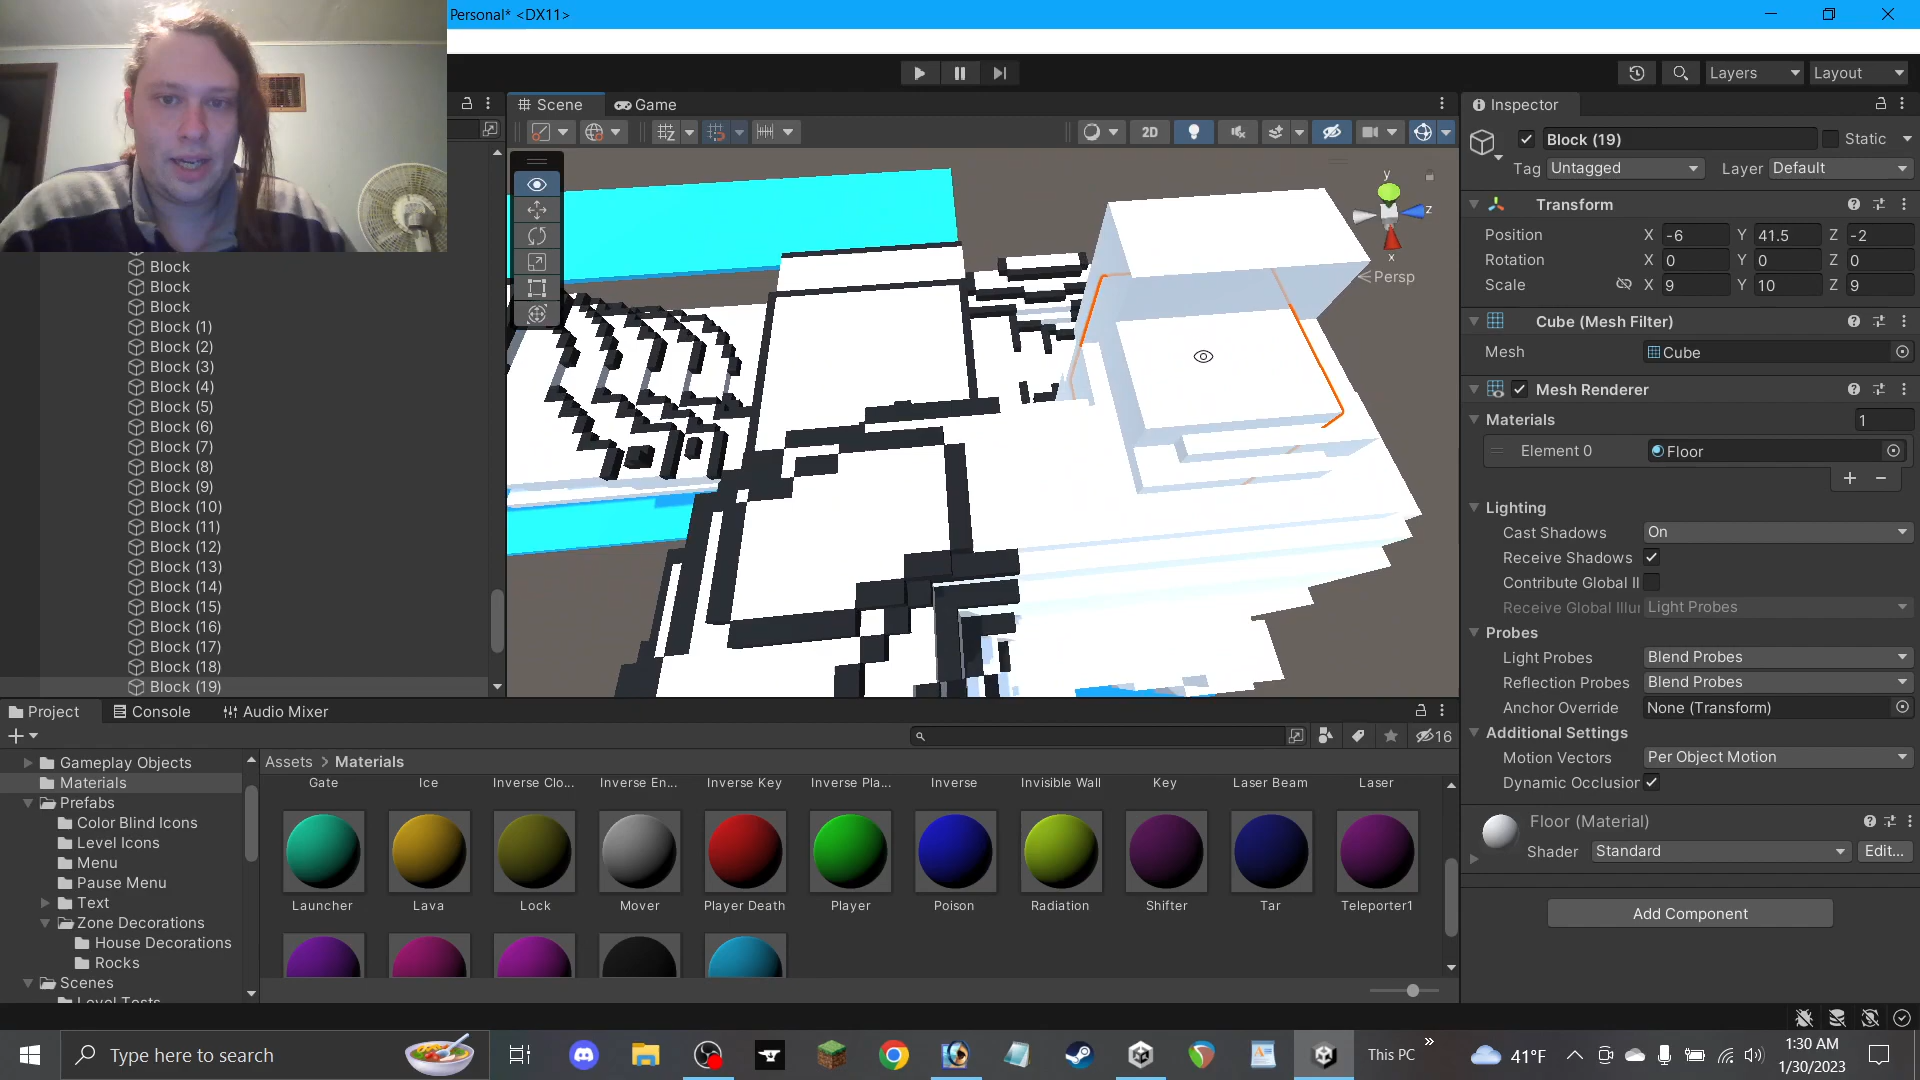 Personal* <DX11>
Layers
Layout
Scene
Game
2D
y
z
x
Persp
Block
Block
Block
Block (1)
Block (2)
Block (3)
Block (4)
Block (5)
Block (6)
Block (7)
Block (8)
Block (9)
Block (10)
Block (11)
Block (12)
Block (13)
Block (14)
Block (15)
Block (16)
Block (17)
Block (18)
Block (19)
Inspector
Block (19)
Static
Tag Untagged Layer Default
Transform
Position X -6 Y 41.5 Z -2
Rotation X 0 Y 0 Z 0
Scale X 9 Y 10 Z 9
Cube (Mesh Filter)
Mesh Cube
Mesh Renderer
Materials 1
Element 0 Floor
Lighting
Cast Shadows On
Receive Shadows
Contribute Global Il
Receive Global Illur Light Probes
Probes
Light Probes Blend Probes
Reflection Probes Blend Probes
Anchor Override None (Transform)
Additional Settings
Motion Vectors Per Object Motion
Dynamic Occlusion
Floor (Material)
Shader Standard Edit...
Add Component
Project Console Audio Mixer
16
Gameplay Objects
Materials
Prefabs
Color Blind Icons
Level Icons
Menu
Pause Menu
Text
Zone Decorations
House Decorations
Rocks
Scenes
Level Tests
Assets > Materials
Gate Ice Inverse Clo... Inverse En... Inverse Key Inverse Pla... Inverse Invisible Wall Key Laser Beam Laser
Launcher Lava Lock Mover Player Death Player Poison Radiation Shifter Tar Teleporter1
Type here to search
This PC
41°F
1:30 AM
1/30/2023